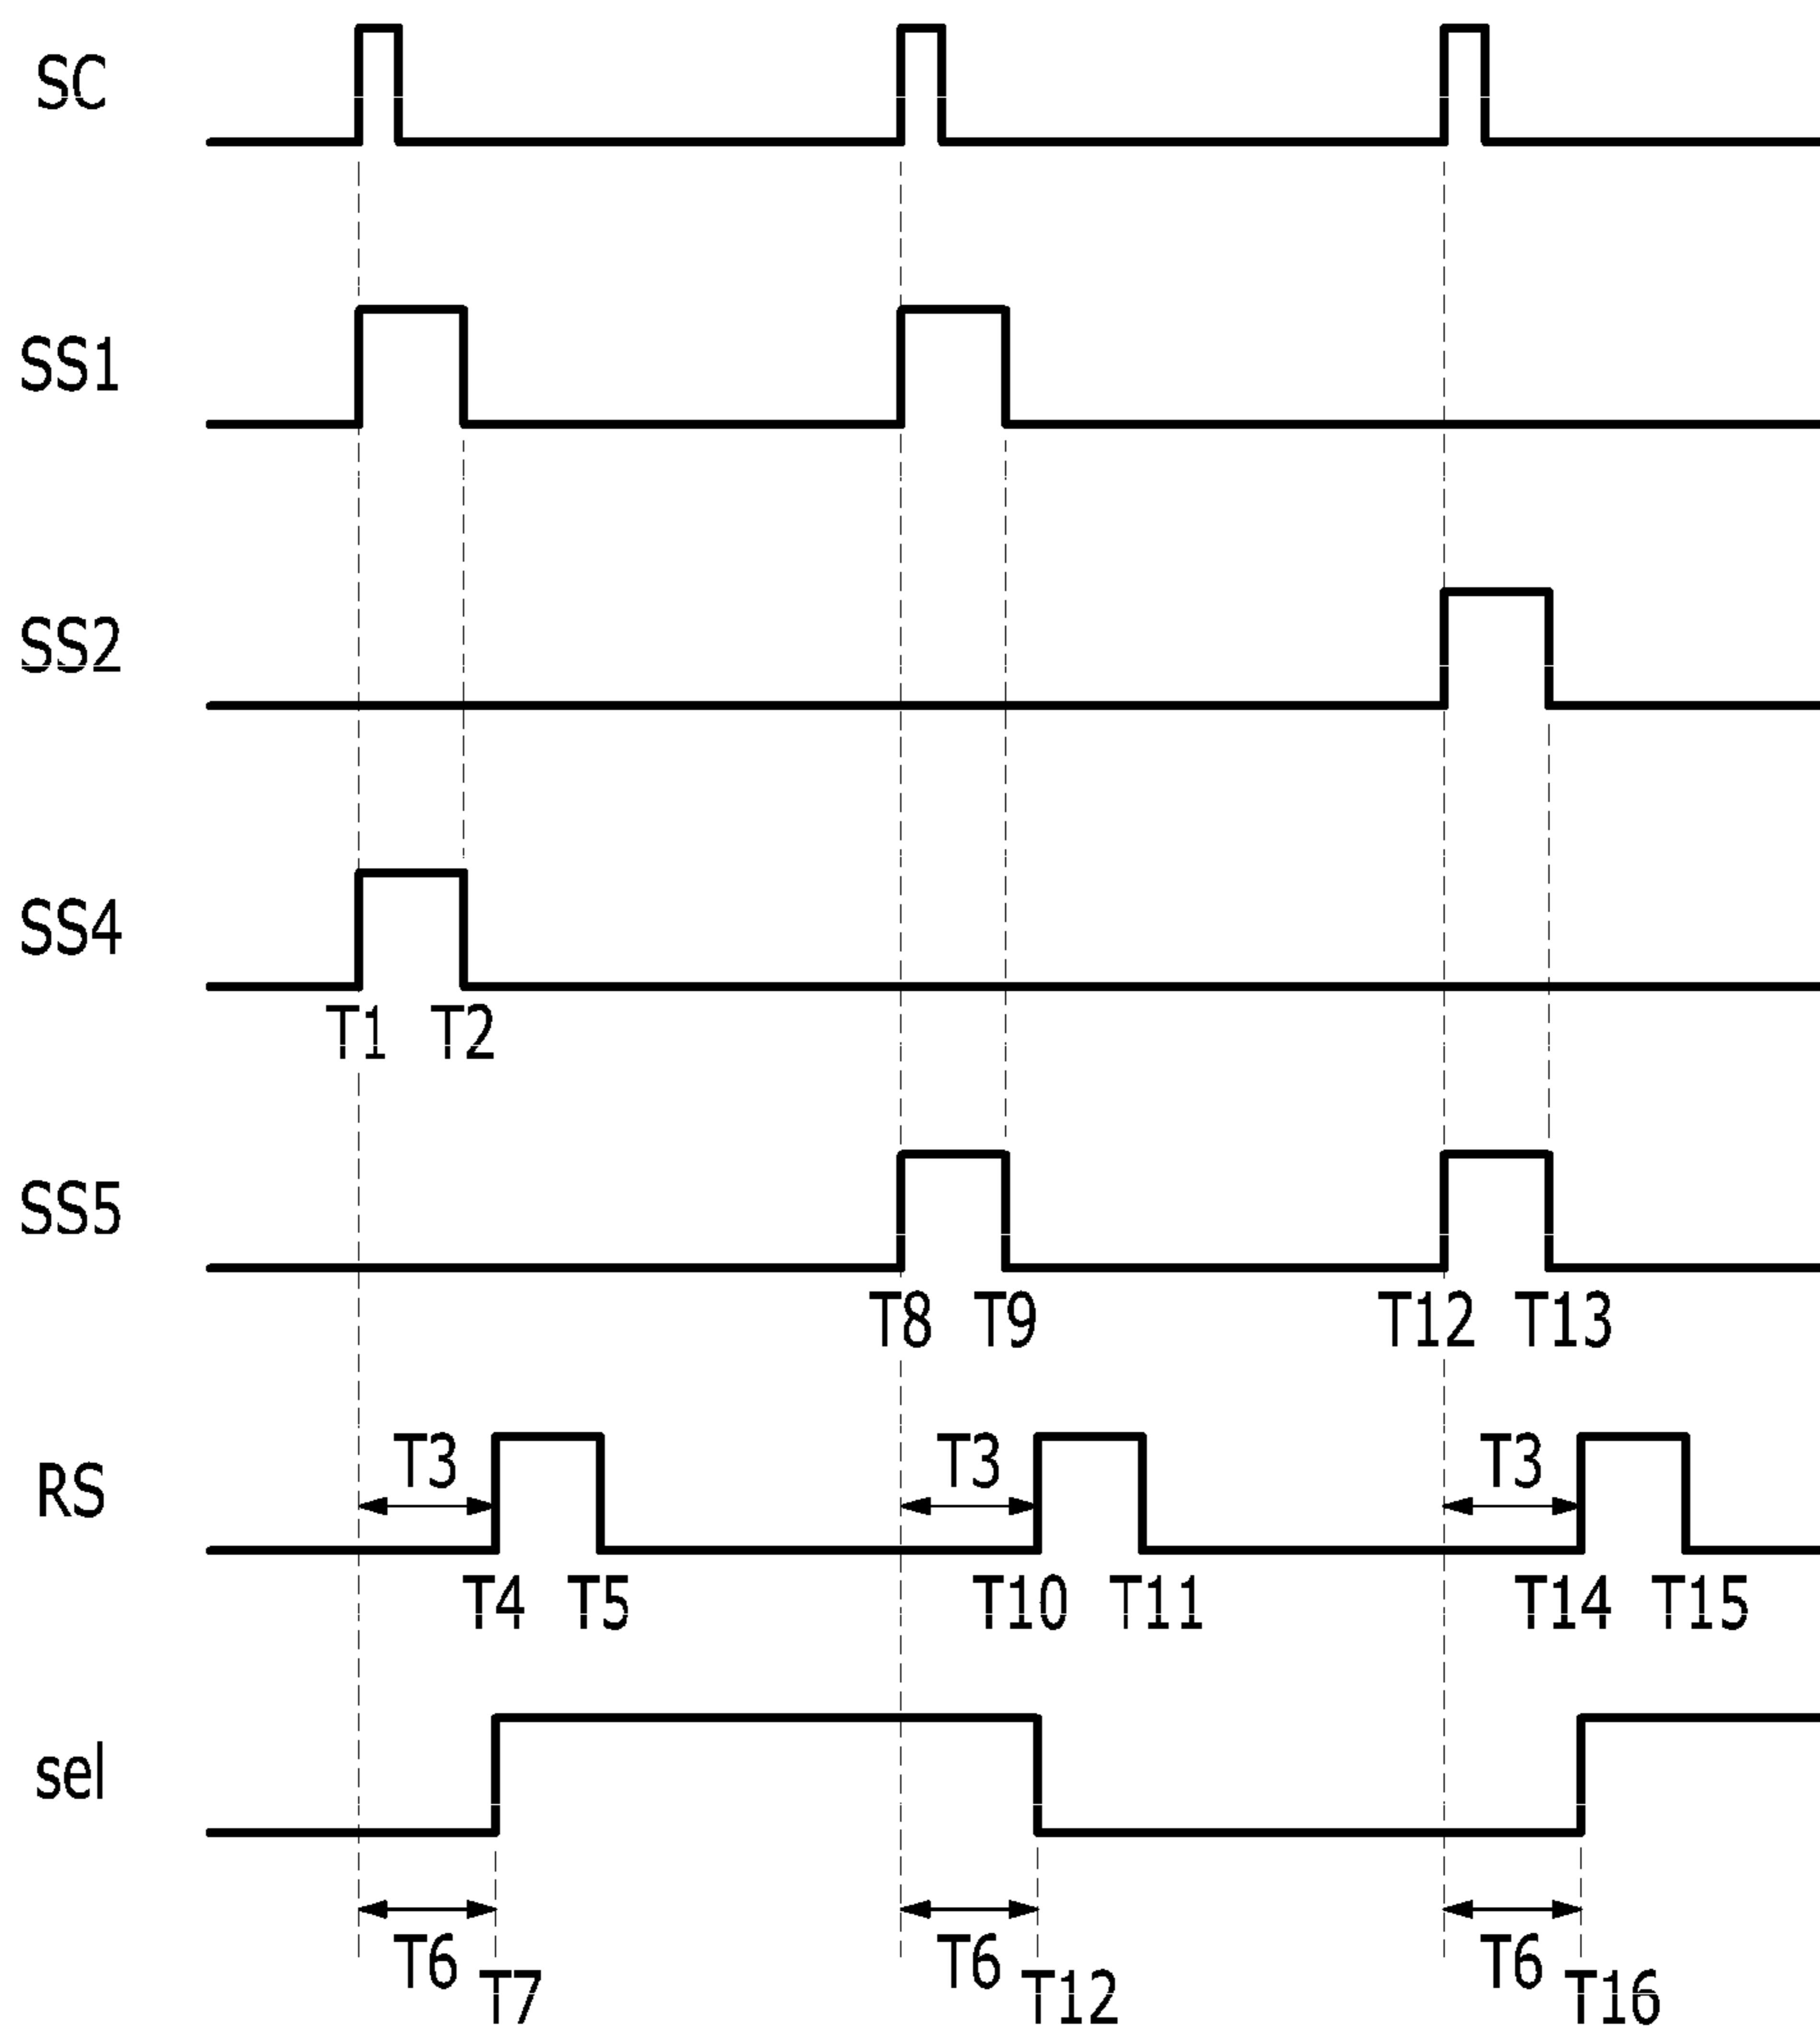 SC
SS1
SS2
SS4
T1 T2
SS5
T8 T9 T12 T13
RS T3 T3 T3
T4 T5 T10 T11 T14 T15
sel
T6 T7 T6 T12 T6 T16